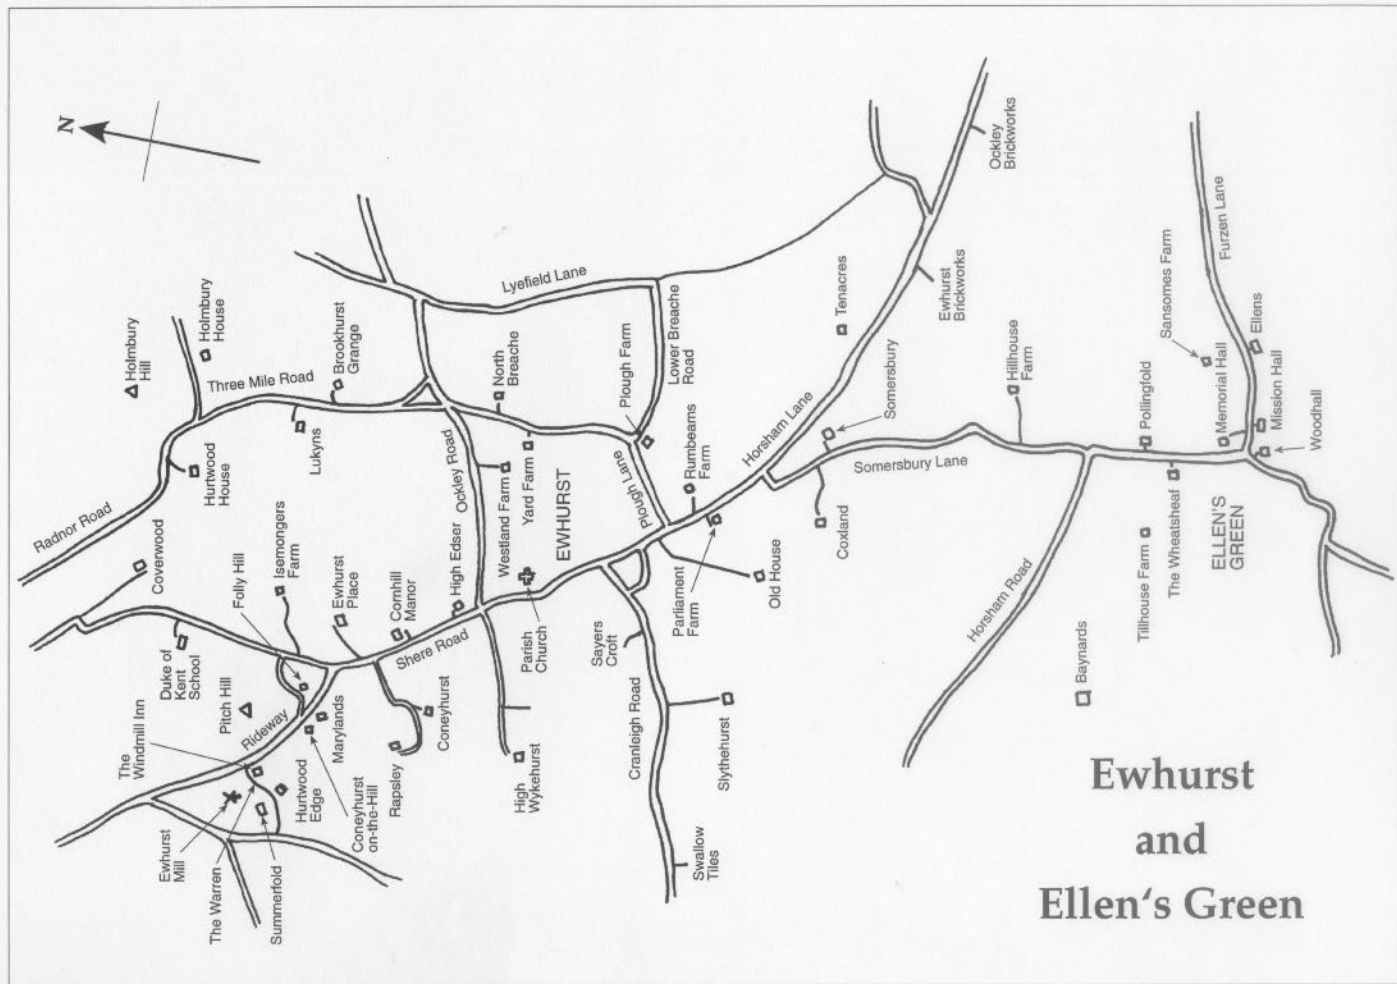 N
Holmbury
Hill
Holmbury
House
Three Mile Road
Brookhurst
Grange
Lukyns
Hurtwood
House
Radnor Road
Coverwood
Isemongers
Farm
Folly Hill
Ewhurst
Place
Cornhill
Manor
High Edser
Ockley Road
Westland Farm
Yard Farm
North
Breache
Lyefield Lane
Plough Farm
Lower Breache
Road
EWHURST
Plough Lane
Rumbeams
Farm
Parish
Church
Shere Road
Duke of
Kent
School
Pitch Hill
Rideway
The
Windmill Inn
Marylands
Hurtwood
Edge
Coneyhurst
on-the-Hill
Ewhurst
Mill
The Warren
Summerfold
Rapsley
Coneyhurst
High
Wykehurst
Sayers
Croft
Cranleigh Road
Swallow
Tiles
Slythehurst
Parliament
Farm
Old House
Horsham Lane
Tenacres
Somersbury
Ewhurst
Brickworks
Ockley
Brickworks
Coxland
Somersbury Lane
Hillhouse
Farm
Horsham Road
Baynards
Tillhouse Farm
The Wheatsheaf
Pollingfold
ELLEN'S
GREEN
Memorial Hall
Sansomes Farm
Furzen Lane
Ellens
Mission Hall
Woodhall
Ewhurst
and
Ellen‘s Green